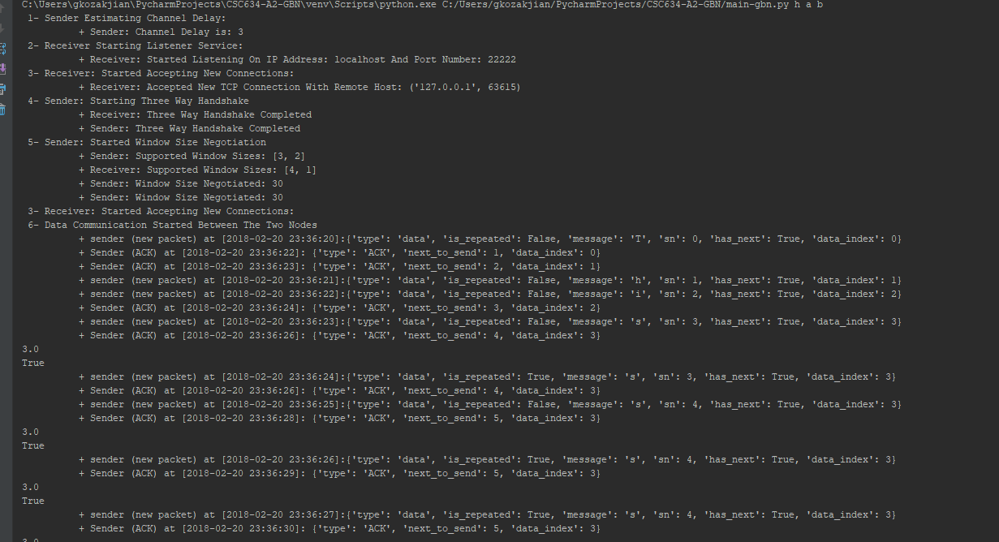 C:\Users\gkozakjian\PycharmProjects\CSC634-A2-GBN\venv\Scripts\python.exe C:/Users/gkozakjian/PycharmProjects/CSC634-A2-GBN/main-gbn.py h a b
1- Sender Estimating Channel Delay:
+ Sender: Channel Delay is: 3
2- Receiver Starting Listener Service:
+ Receiver: Started Listening On IP Address: localhost And Port Number: 22222
3- Receiver: Started Accepting New Connections:
+ Receiver: Accepted New TCP Connection With Remote Host: ('127.0.0.1', 63615)
4- Sender: Starting Three Way Handshake
+ Receiver: Three Way Handshake Completed
+ Sender: Three Way Handshake Completed
5- Sender: Started Window Size Negotiation
+ Sender: Supported Window Sizes: [3, 2]
+ Receiver: Supported Window Sizes: [4, 1]
+ Sender: Window Size Negotiated: 30
+ Sender: Window Size Negotiated: 30
3- Receiver: Started Accepting New Connections:
6- Data Communication Started Between The Two Nodes
+ sender (new packet) at [2018-02-20 23:36:20]:{'type': 'data', 'is_repeated': False, 'message': 'T', 'sn': 0, 'has_next': True, 'data_index': 0}
+ Sender (ACK) at [2018-02-20 23:36:22]: {'type': 'ACK', 'next_to_send': 1, 'data_index': 0}
+ Sender (ACK) at [2018-02-20 23:36:23]: {'type': 'ACK', 'next_to_send': 2, 'data_index': 1}
+ sender (new packet) at [2018-02-20 23:36:21]:{'type': 'data', 'is_repeated': False, 'message': 'h', 'sn': 1, 'has_next': True, 'data_index': 1}
+ sender (new packet) at [2018-02-20 23:36:22]:{'type': 'data', 'is_repeated': False, 'message': 'i', 'sn': 2, 'has_next': True, 'data_index': 2}
+ Sender (ACK) at [2018-02-20 23:36:24]: {'type': 'ACK', 'next_to_send': 3, 'data_index': 2}
+ sender (new packet) at [2018-02-20 23:36:23]:{'type': 'data', 'is_repeated': False, 'message': 's', 'sn': 3, 'has_next': True, 'data_index': 3}
+ Sender (ACK) at [2018-02-20 23:36:26]: {'type': 'ACK', 'next_to_send': 4, 'data_index': 3}
3.0
True
+ sender (new packet) at [2018-02-20 23:36:24]:{'type': 'data', 'is_repeated': True, 'message': 's', 'sn': 3, 'has_next': True, 'data_index': 3}
+ Sender (ACK) at [2018-02-20 23:36:26]: {'type': 'ACK', 'next_to_send': 4, 'data_index': 3}
+ sender (new packet) at [2018-02-20 23:36:25]:{'type': 'data', 'is_repeated': False, 'message': 's', 'sn': 4, 'has_next': True, 'data_index': 3}
+ Sender (ACK) at [2018-02-20 23:36:28]: {'type': 'ACK', 'next_to_send': 5, 'data_index': 3}
3.0
True
+ sender (new packet) at [2018-02-20 23:36:26]:{'type': 'data', 'is_repeated': True, 'message': 's', 'sn': 4, 'has_next': True, 'data_index': 3}
+ Sender (ACK) at [2018-02-20 23:36:29]: {'type': 'ACK', 'next_to_send': 5, 'data_index': 3}
3.0
True
+ sender (new packet) at [2018-02-20 23:36:27]:{'type': 'data', 'is_repeated': True, 'message': 's', 'sn': 4, 'has_next': True, 'data_index': 3}
+ Sender (ACK) at [2018-02-20 23:36:30]: {'type': 'ACK', 'next_to_send': 5, 'data_index': 3}
3.0